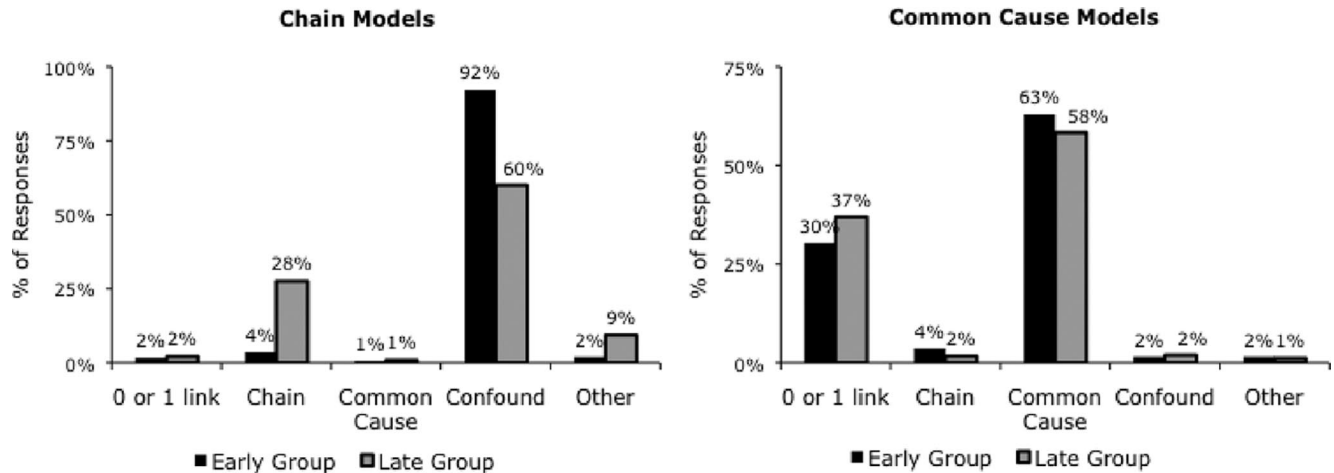 Chain Models
% of Responses
100%
75%
50%
25%
0%
2% 2%
4% 28%
1% 1%
92% 60%
2% 9%
0 or 1 link Chain Common Confound Other
Cause
Early Group Late Group
Common Cause Models
% of Responses
75%
50%
25%
0%
30% 37%
4% 2%
63% 58%
2% 2%
2% 1%
0 or 1 link Chain Common Confound Other
Cause
Early Group Late Group